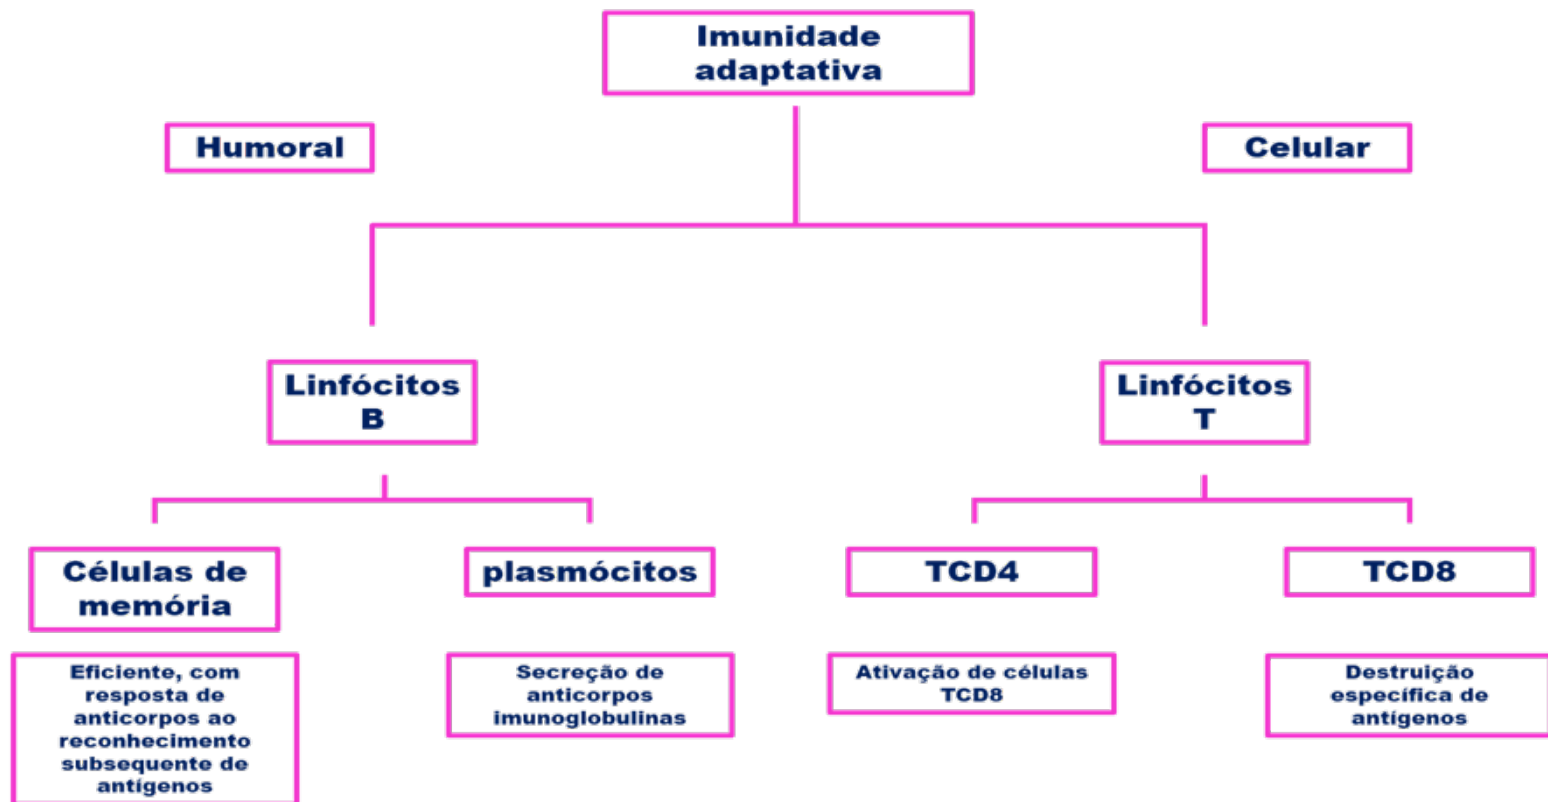 Imunidade
adaptativa
Humoral
Celular
Linfócitos
B
Linfócitos
T
Células de
memória
plasmócitos
TCD4
TCD8
Eficiente, com
resposta de
anticorpos ao
reconhecimento
subsequente de
antígenos
Secreção de
anticorpos
imunoglobulinas
Ativação de células
TCD8
Destruição
específica de
antígenos